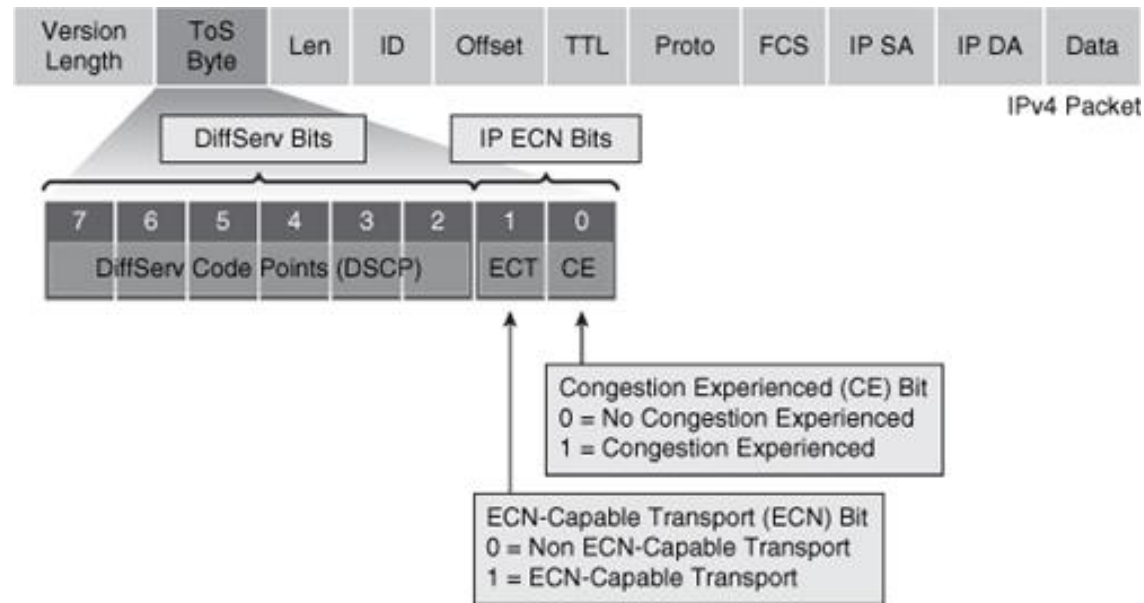 Version Length
ToS Byte
Len
ID
Offset
TTL
Proto
FCS
IP SA
IP DA
Data
IPv4 Packet
DiffServ Bits
IP ECN Bits
7 6 5 4 3 2 1 0
DiffServ Code Points (DSCP) ECT CE
Congestion Experienced (CE) Bit
0 = No Congestion Experienced
1 = Congestion Experienced
ECN-Capable Transport (ECN) Bit
0 = Non ECN-Capable Transport
1 = ECN-Capable Transport